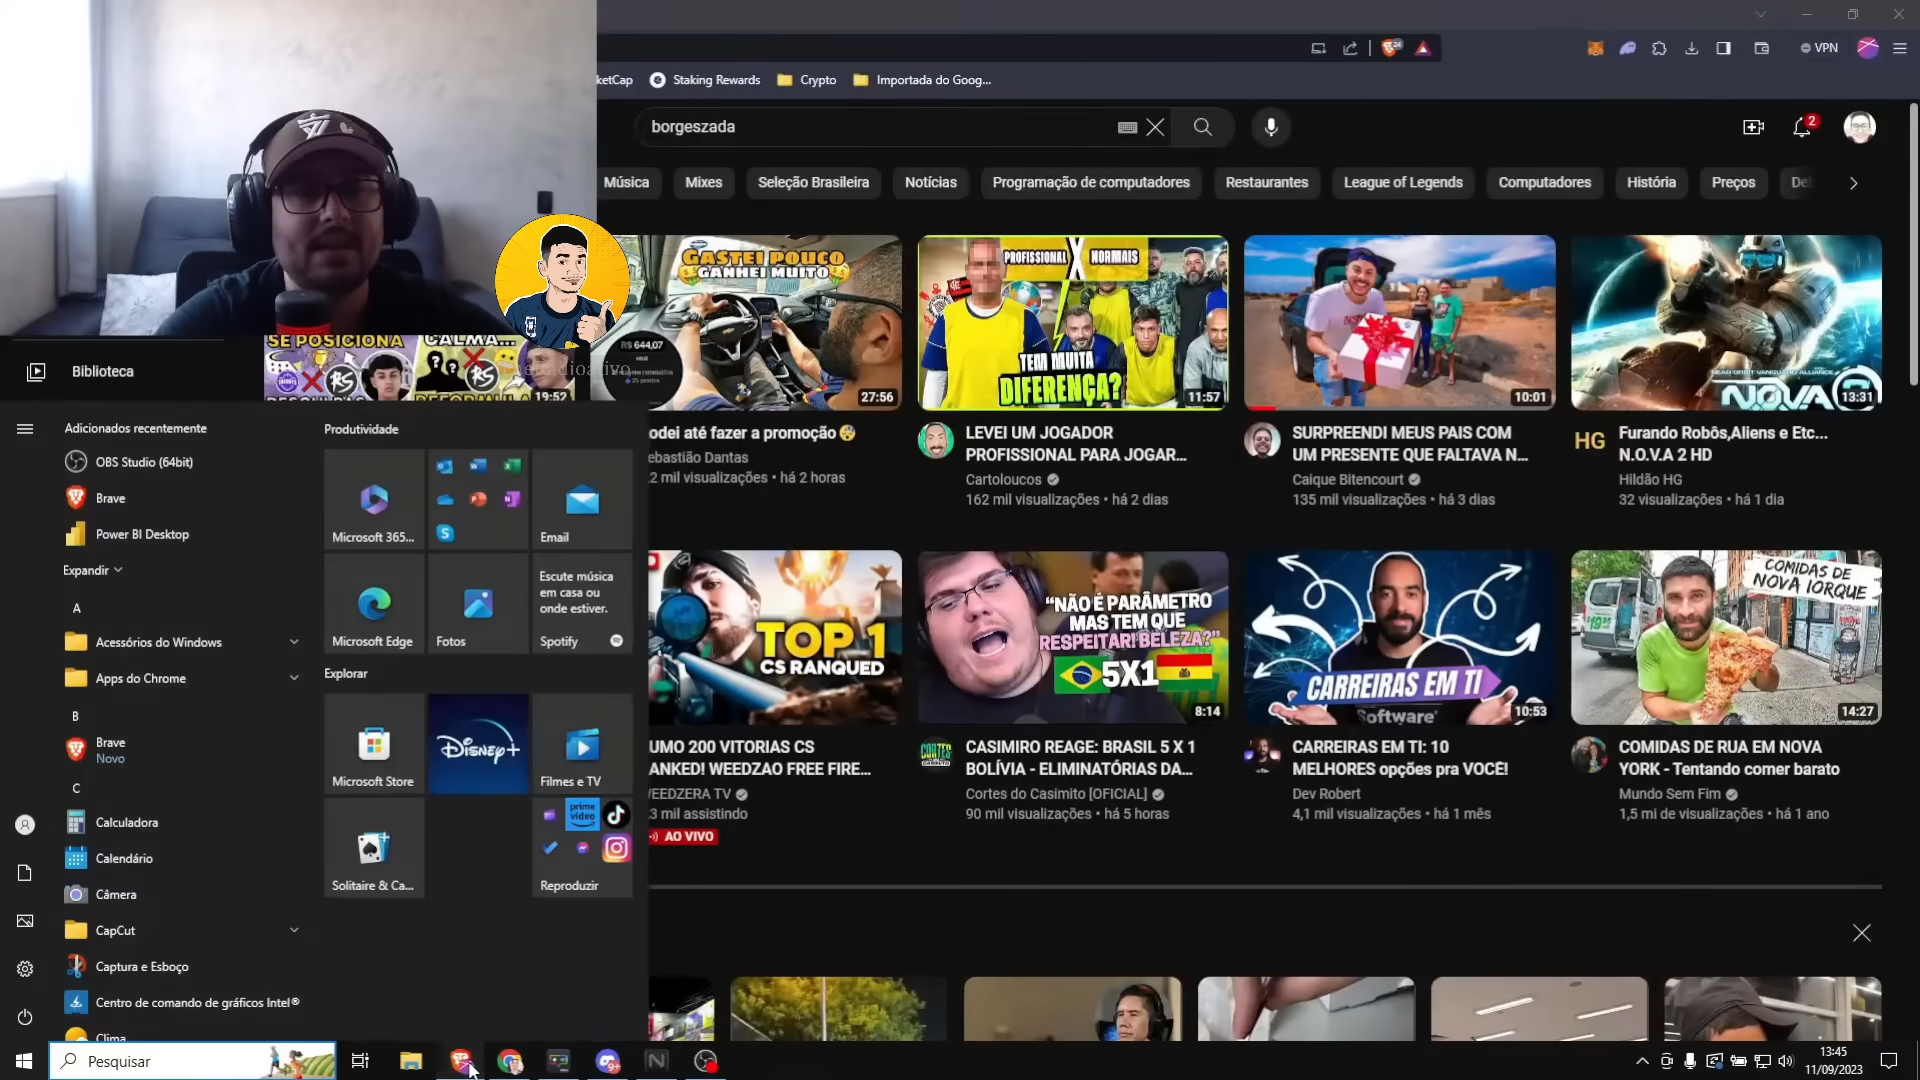 VPN
ketCap
Staking Rewards
Crypto
Importada do Goog...
borgeszada
2
Música
Mixes
Seleção Brasileira
Notícias
Programação de computadores
Restaurantes
League of Legends
Computadores
História
Preços
GASTEI POUCO
GANHEI MUITO
R$ 644,07
27:56
PROFISSIONAL X NORMAIS
TEM MUITA
DIFERENÇA?
11:57
10:01
NOVA 2
13:31
SE POSICIONA
CALMA...
19:52
Biblioteca
odei até fazer a promoção
ebastião Dantas
2 mil visualizações • há 2 horas
LEVEI UM JOGADOR
PROFISSIONAL PARA JOGAR...
Cartoloucos
162 mil visualizações • há 2 dias
SURPREENDI MEUS PAIS COM
UM PRESENTE QUE FALTAVA N...
Caique Bitencourt
135 mil visualizações • há 3 dias
HG
Furando Robôs,Aliens e Etc...
N.O.V.A 2 HD
Hildão HG
32 visualizações • há 1 dia
Adicionados recentemente
OBS Studio (64bit)
Brave
Power BI Desktop
Expandir
A
Acessórios do Windows
Apps do Chrome
B
Brave
Novo
C
Calculadora
Calendário
Câmera
CapCut
Captura e Esboço
Centro de comando de gráficos Intel®
Clima
Produtividade
Microsoft 365...
Email
Microsoft Edge
Fotos
Escute música
em casa ou
onde estiver.
Spotify
Explorar
Microsoft Store
Disney+
Filmes e TV
Solitaire & Ca...
prime
video
Reproduzir
TOP 1
CS RANQUED
"NÃO É PARÂMETRO
MAS TEM QUE
RESPEITAR! BELEZA?"
5X1
8:14
CARREIRAS EM TI
Software
10:53
COMIDAS DE
NOVA IORQUE
14:27
UMO 200 VITORIAS CS
ANKED! WEEDZAO FREE FIRE...
EEDZERA TV
3 mil assistindo
AO VIVO
CASIMIRO REAGE: BRASIL 5 X 1
BOLÍVIA - ELIMINATÓRIAS DA...
Cortes do Casimito [OFICIAL]
90 mil visualizações • há 5 horas
CARREIRAS EM TI: 10
MELHORES opções pra VOCÊ!
Dev Robert
4,1 mil visualizações • há 1 mês
COMIDAS DE RUA EM NOVA
YORK - Tentando comer barato
Mundo Sem Fim
1,5 mi de visualizações • há 1 ano
Pesquisar
13:45
11/09/2023